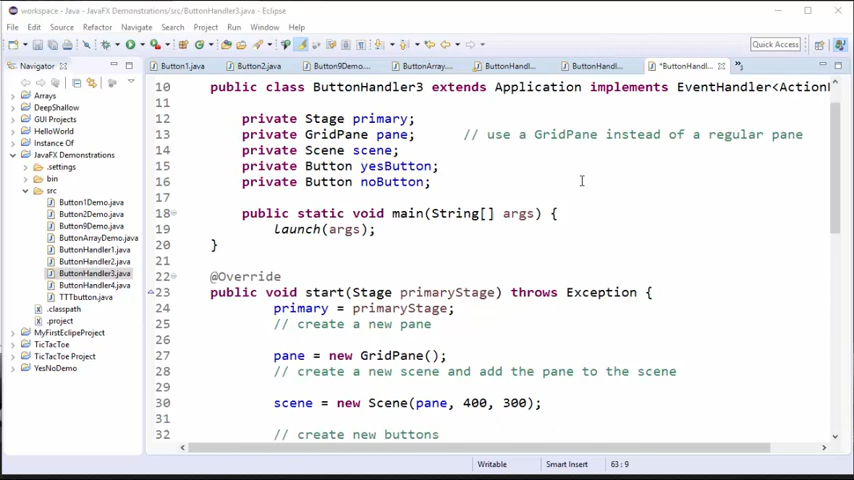 workspace - Java - JavaFX Demonstrations/src/ButtonHandler3.java - Eclipse
File Edit Source Refactor Navigate Search Project Run Window Help
Quick Access
Navigator
Button1.java Button2.java Button9Demo.... ButtonArray.... ButtonHandl... ButtonHandl... *ButtonHandl...
Arrays
DeepShallow
GUI Projects
HelloWorld
Instance Of
JavaFX Demonstrations
.settings
bin
src
Button1Demo.java
Button2Demo.java
Button9Demo.java
ButtonArrayDemo.java
ButtonHandler1.java
ButtonHandler2.java
ButtonHandler3.java
ButtonHandler4.java
TTTbutton.java
.classpath
.project
MyFirstEclipeProject
TicTacToe
TicTacToe Project
YesNoDemo
10 public class ButtonHandler3 extends Application implements EventHandler<Action
11
12 private Stage primary;
13 private GridPane pane; // use a GridPane instead of a regular pane
14 private Scene scene;
15 private Button yesButton;
16 private Button noButton;
17
18 public static void main(String[] args) {
19 launch(args);
20 }
22 @Override
23 public void start(Stage primaryStage) throws Exception {
24 primary = primaryStage;
25 // create a new pane
26
27 pane = new GridPane();
28 // create a new scene and add the pane to the scene
29
30 scene = new Scene(pane, 400, 300);
31
32 // create new buttons
Writable Smart Insert 63 : 9